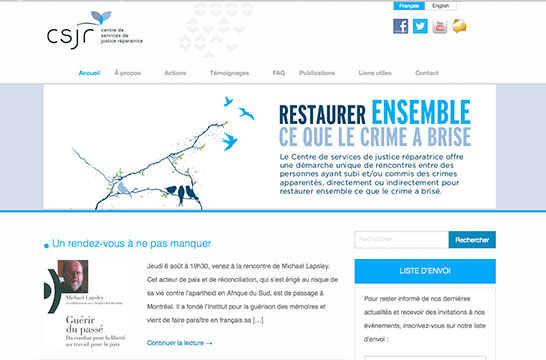 Français English
csjr centre de
services de
justice réparatrice
Accueil À propos Actions Témoignages FAQ Publications Liens utiles Contact
RESTAURER ENSEMBLE
CE QUE LE CRIME A BRISE
Le Centre de services de justice réparatrice offre
une démarche unique de rencontres entre des
personnes ayant subi et/ou commis des crimes
apparentés, directement ou indirectement pour
restaurer ensemble ce que le crime a brisé.
Un rendez-vous à ne pas manquer
Jeudi 6 août à 19h30, venez à la rencontre de Michael Lapsley.
Cet acteur de paix et de réconciliation, qui s'est érigé au risque de
sa vie contre l'apartheid en Afrique du Sud, est de passage à
Montréal. Il a fondé l'Institut pour la guérison des mémoires et
vient de faire paraître en français sa [...]
Continuer la lecture →
Michael Lapsley
Guérir
du passé
Du combat pour la liberté
au travail pour la paix
Rechercher Rechercher
LISTE D'ENVOI
Pour rester informé de nos dernières
actualités et recevoir des invitations à nos
évènements, inscrivez-vous sur notre liste
d'envoi :